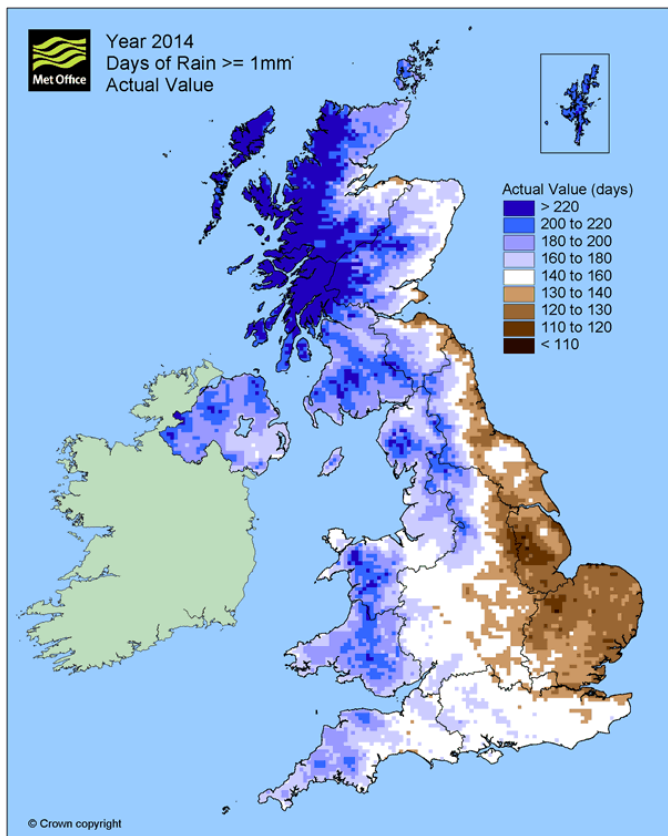 Met Office
Year 2014
Days of Rain >= 1mm
Actual Value
Actual Value (days)
> 220
200 to 220
180 to 200
160 to 180
140 to 160
130 to 140
120 to 130
110 to 120
< 110
© Crown copyright